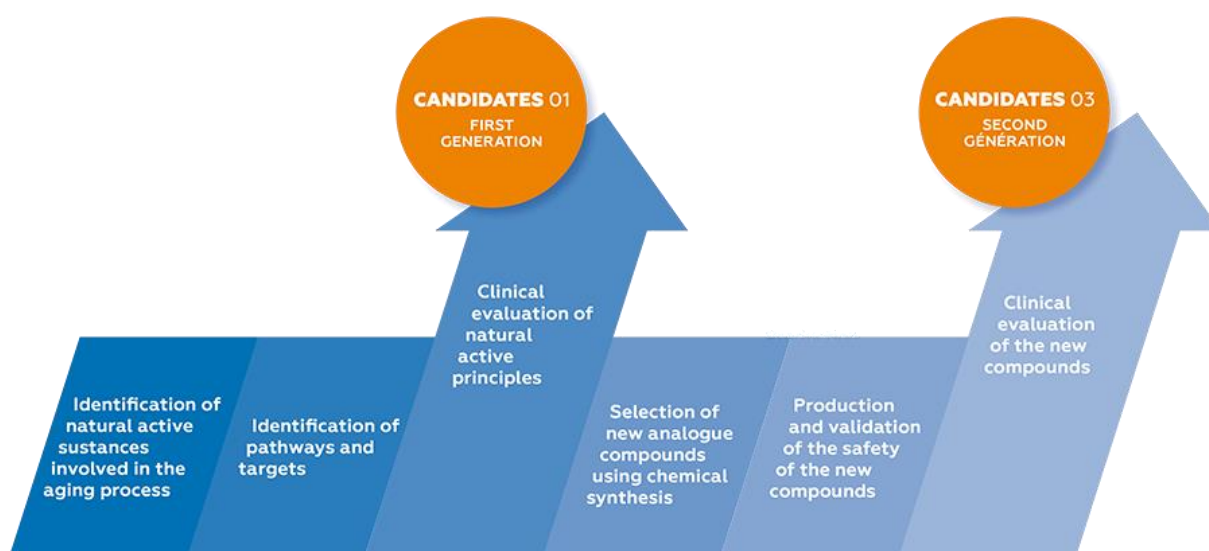 CANDIDATES 01
FIRST
GENERATION
CANDIDATES 03
SECOND
GÉNÉRATION
Identification of
natural active
sustances
involved in the
aging process
Identification of
pathways and
targets
Clinical
evaluation of
natural
active
principles
Selection of
new analogue
compounds
using chemical
synthesis
Production
and validation
of the safety
of the new
compounds
Clinical
evaluation
of the new
compounds